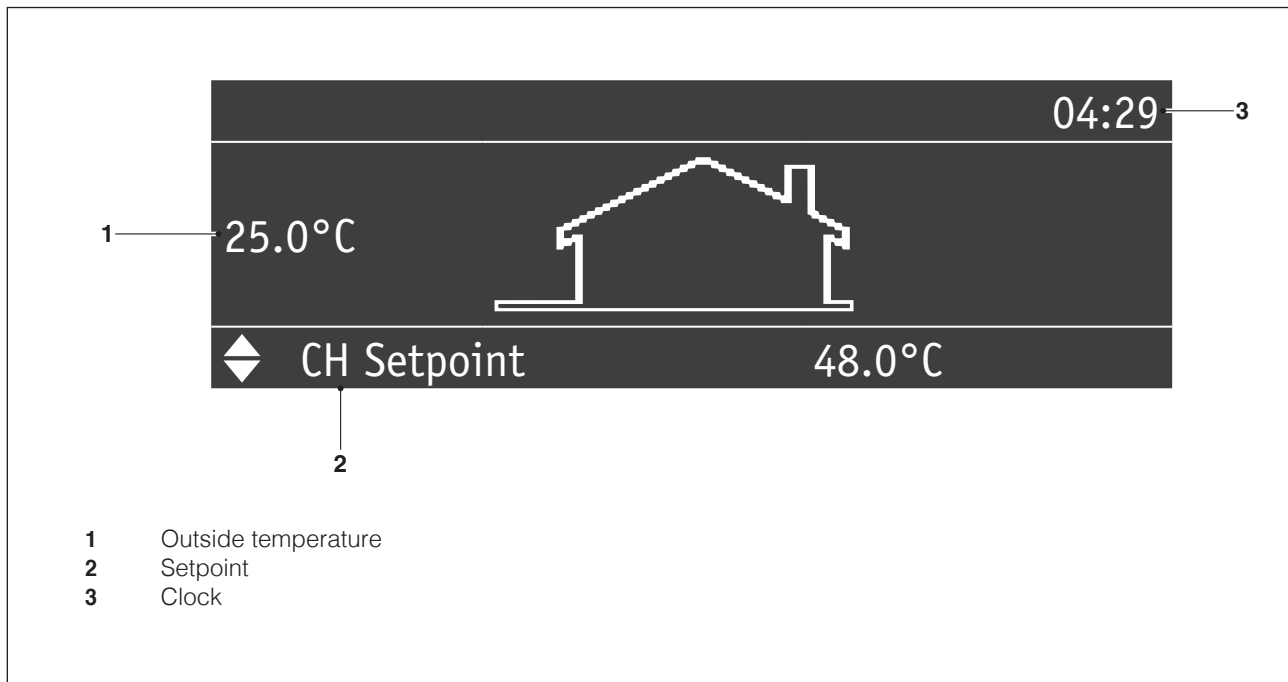 04:29 3
1 25.0°C
CH Setpoint 48.0°C
2
1 Outside temperature
2 Setpoint
3 Clock